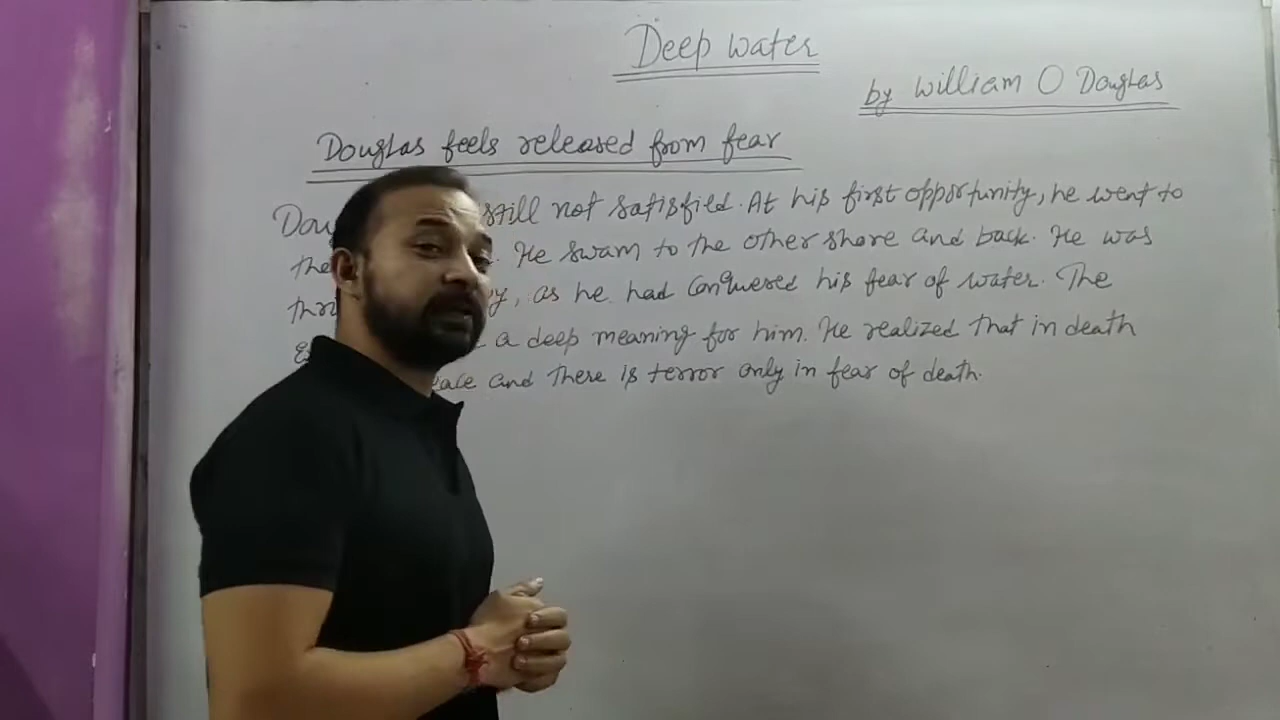 Deep water
by William O Douglas
Douglas feels released from fear
still not satisfied. At his first opportunity, he went to
the He swam to the other shore and back. He was
as he had conquered his fear of water. The
a deep meaning for him. He realized that in death
and there is terror only in fear of death.